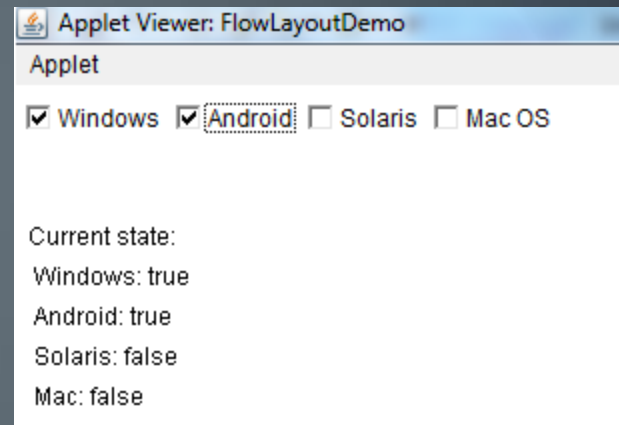 Applet Viewer: FlowLayoutDemo
Applet
Windows Android Solaris Mac OS
Current state:
Windows: true
Android: true
Solaris: false
Mac: false